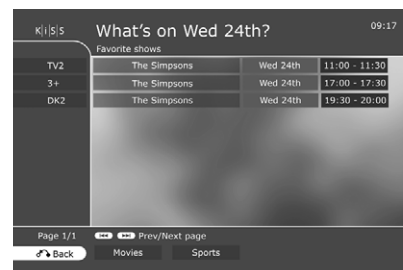 K|i|S|S What's on Wed 24th? 09:17
Favorite shows
TV2 The Simpsons Wed 24th 11:00 - 11:30
3+ The Simpsons Wed 24th 17:00 - 17:30
DK2 The Simpsons Wed 24th 19:30 - 20:00
Page 1/1 Prev/Next page
Back Movies Sports